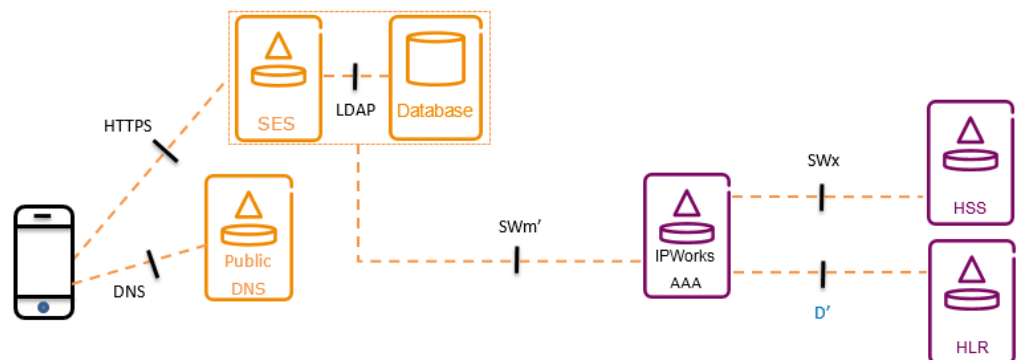 HTTPS
SES
LDAP
Database
DNS
Public
DNS
SWm’
IPWorks
AAA
SWx
D’
HSS
HLR